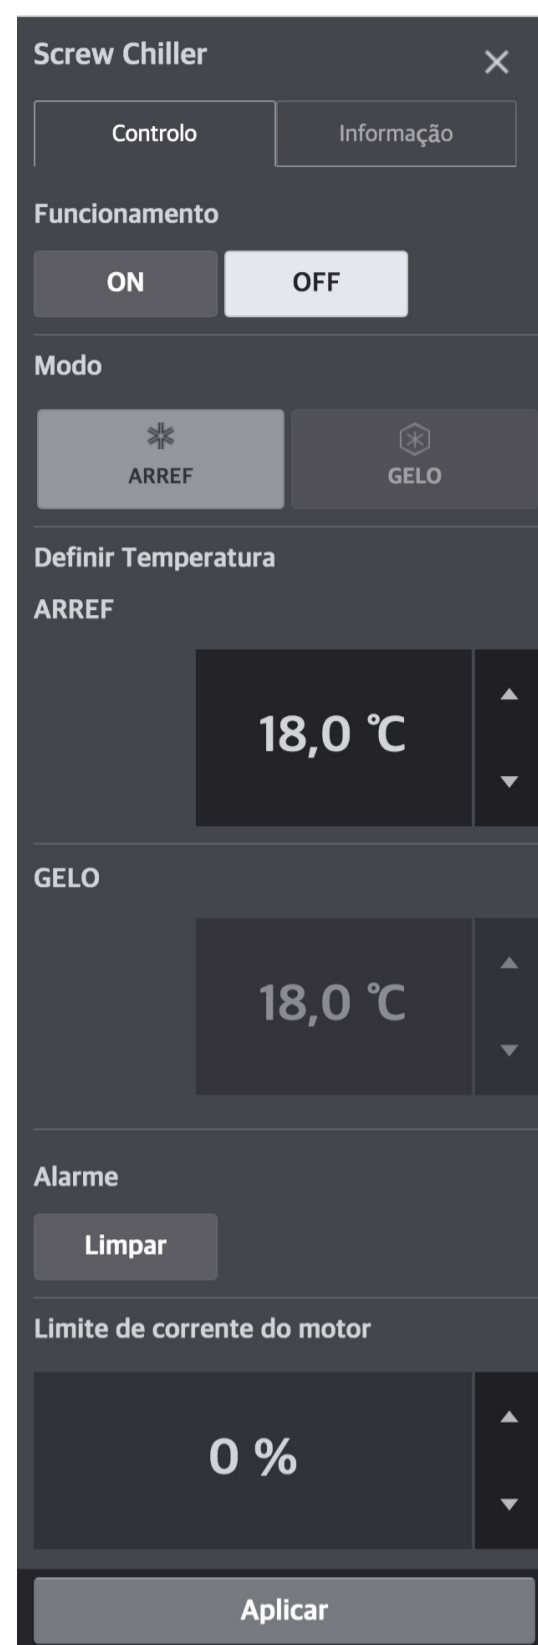 Screw Chiller
Controlo
Informação
Funcionamento
ON
OFF
Modo
ARREF
GELO
Definir Temperatura
ARREF
18,0 ℃
GELO
18,0 ℃
Alarme
Limpar
Limite de corrente do motor
0 %
Aplicar